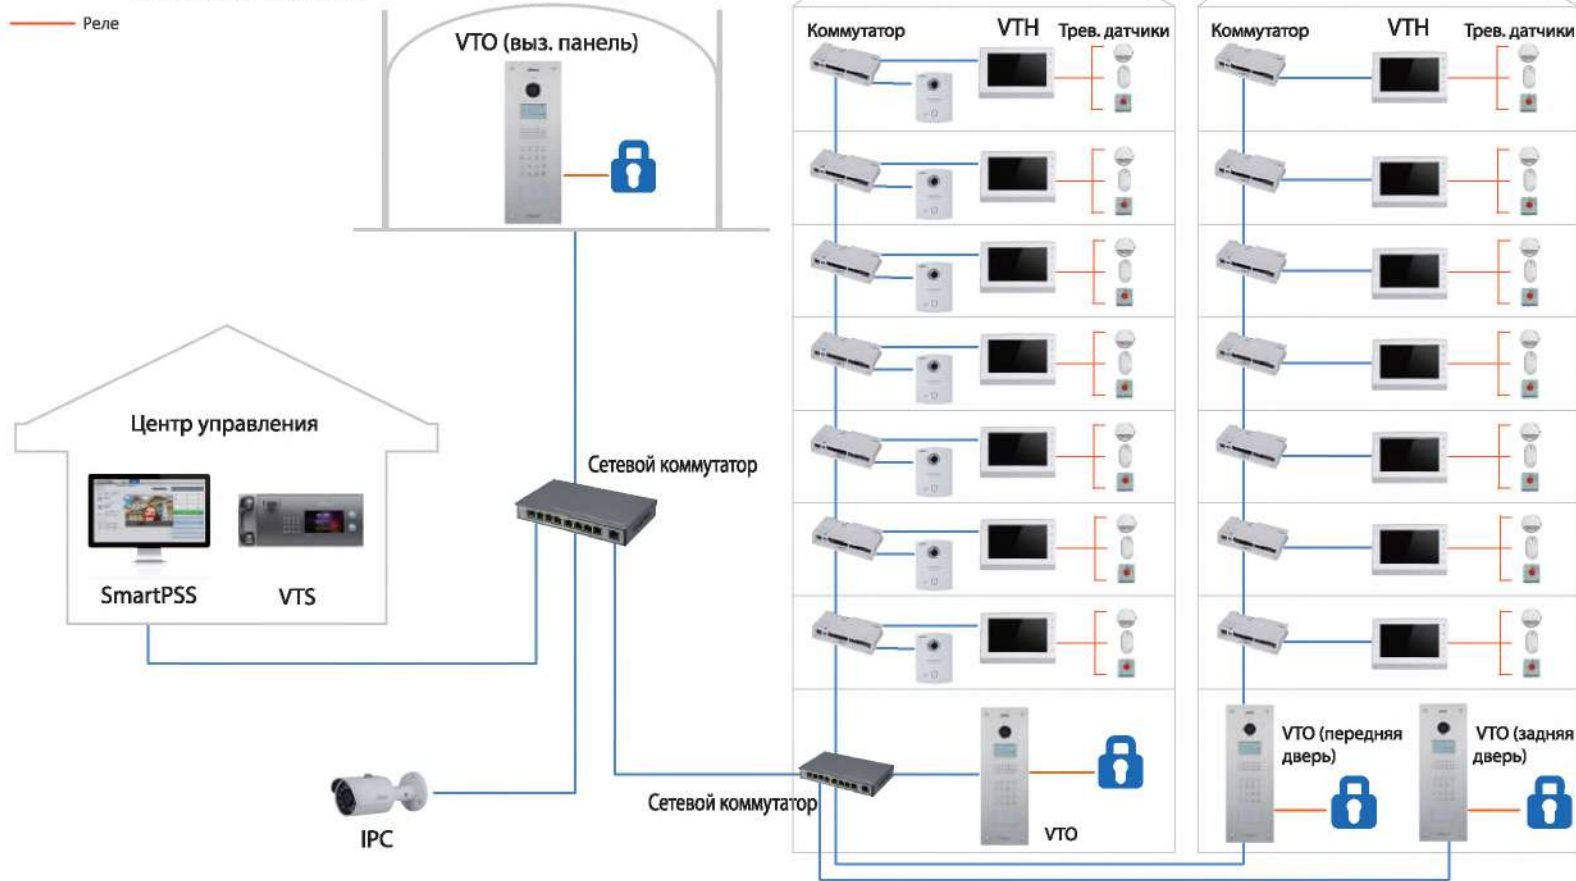 Реле
VTO (выз. панель)
Коммутатор
VTH
Трев. датчики
Коммутатор
VTH
Трев. датчики
Центр управления
SmartPSS
VTS
Сетевой коммутатор
IPC
Сетевой коммутатор
VTO
VTO (передняя
дверь)
VTO (задняя
дверь)